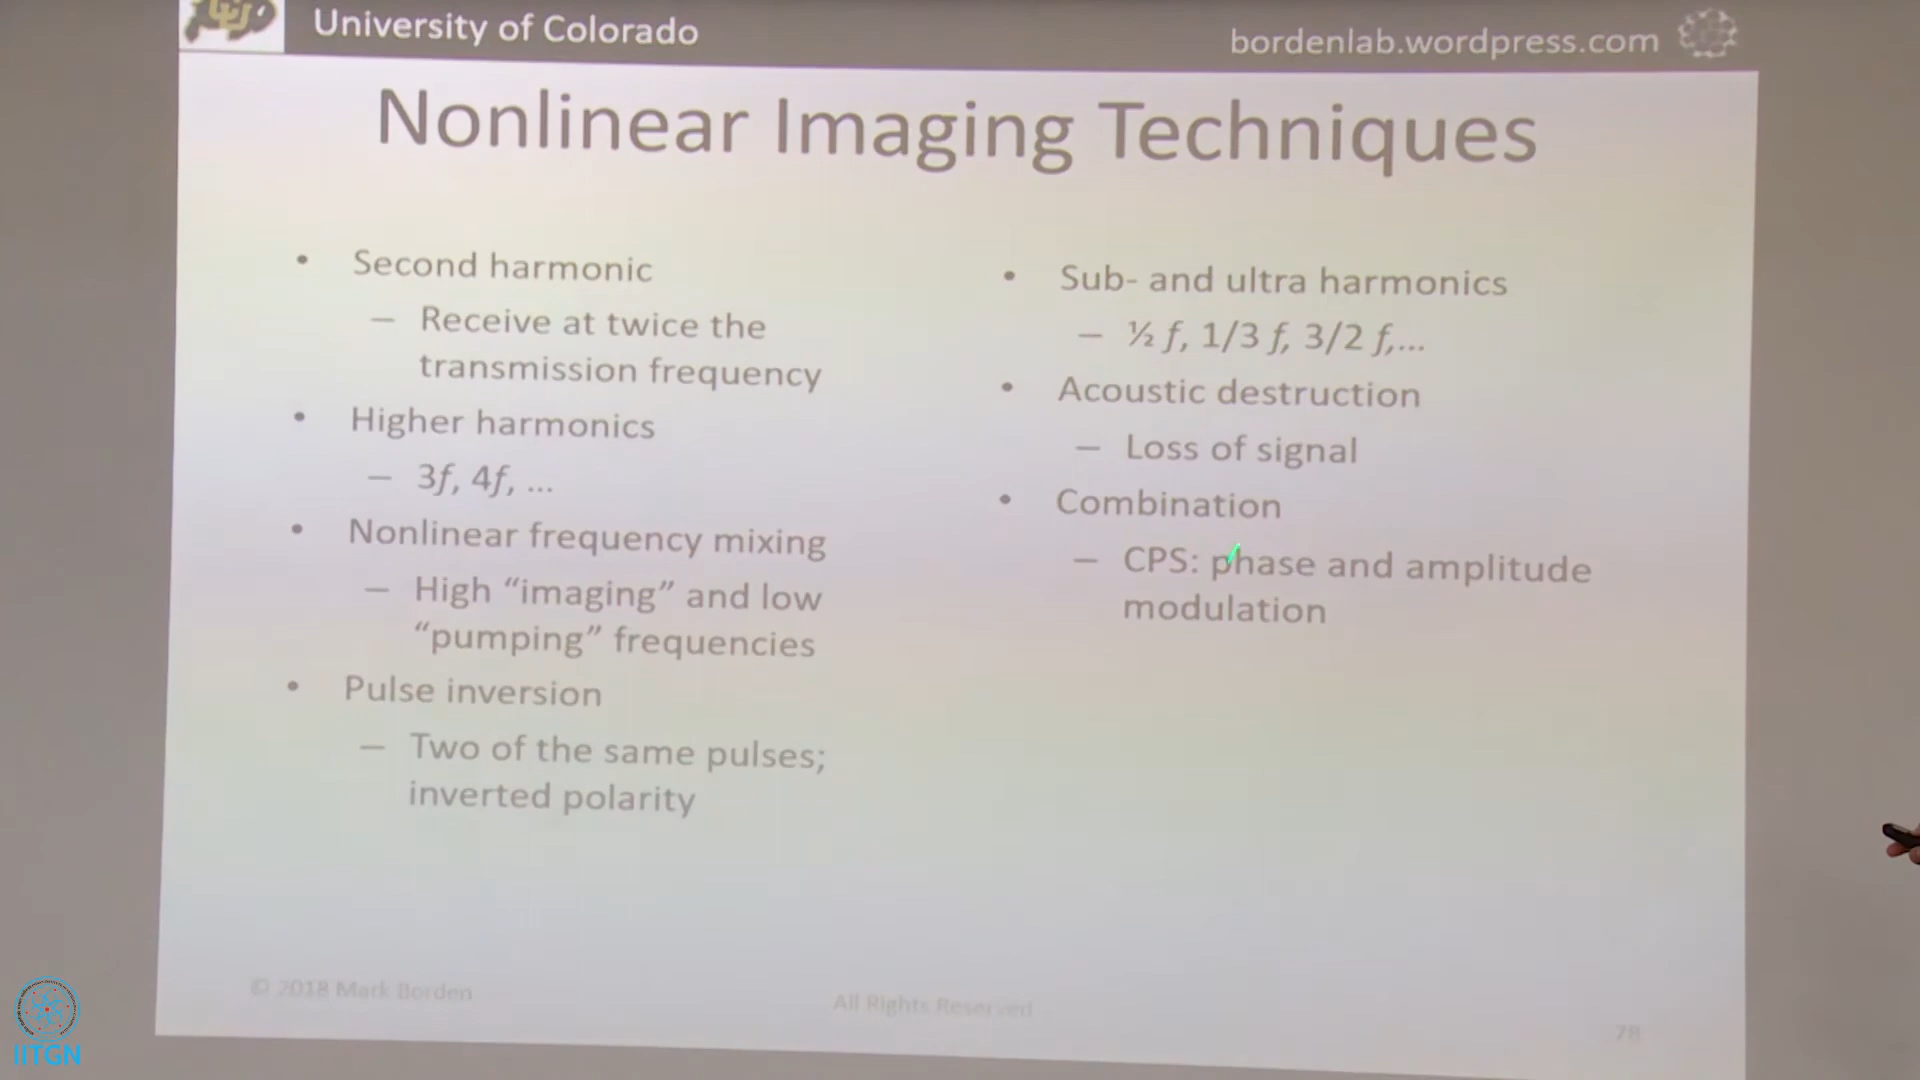 University of Colorado
bordenlab.wordpress.com
Nonlinear Imaging Techniques
• Second harmonic
– Receive at twice the
transmission frequency
• Higher harmonics
– 3f, 4f, ...
• Nonlinear frequency mixing
– High “imaging” and low
“pumping” frequencies
• Pulse inversion
– Two of the same pulses;
inverted polarity
• Sub- and ultra harmonics
– ½ f, 1/3 f, 3/2 f,...
• Acoustic destruction
– Loss of signal
• Combination
– CPS: phase and amplitude
modulation
© 2018 Mark Borden
All Rights Reserved
78
IITGN